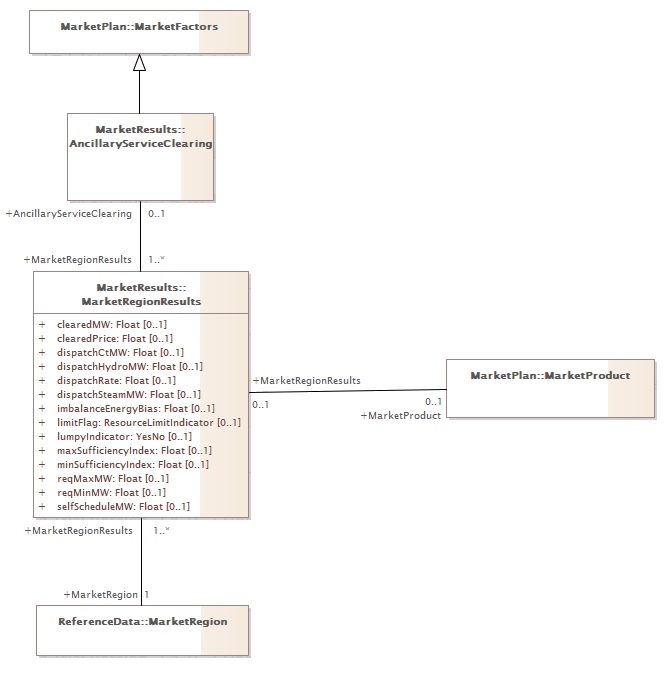 MarketPlan::MarketFactors
MarketResults::
AncillaryServiceClearing
+AncillaryServiceClearing 0..1
+MarketRegionResults 1..*
MarketResults::
MarketRegionResults
+ clearedMW: Float [0..1]
+ clearedPrice: Float [0..1]
+ dispatchCtMW: Float [0..1]
+ dispatchHydroMW: Float [0..1]
+ dispatchRate: Float [0..1]
+ dispatchSteamMW: Float [0..1]
+ imbalanceEnergyBias: Float [0..1]
+ limitFlag: ResourceLimitIndicator [0..1]
+ lumpyIndicator: YesNo [0..1]
+ maxSufficiencyIndex: Float [0..1]
+ minSufficiencyIndex: Float [0..1]
+ reqMaxMW: Float [0..1]
+ reqMinMW: Float [0..1]
+ selfScheduleMW: Float [0..1]
+MarketRegionResults
0..1
MarketPlan::MarketProduct
0..1
+MarketProduct
+MarketRegionResults 1..*
+MarketRegion 1
ReferenceData::MarketRegion